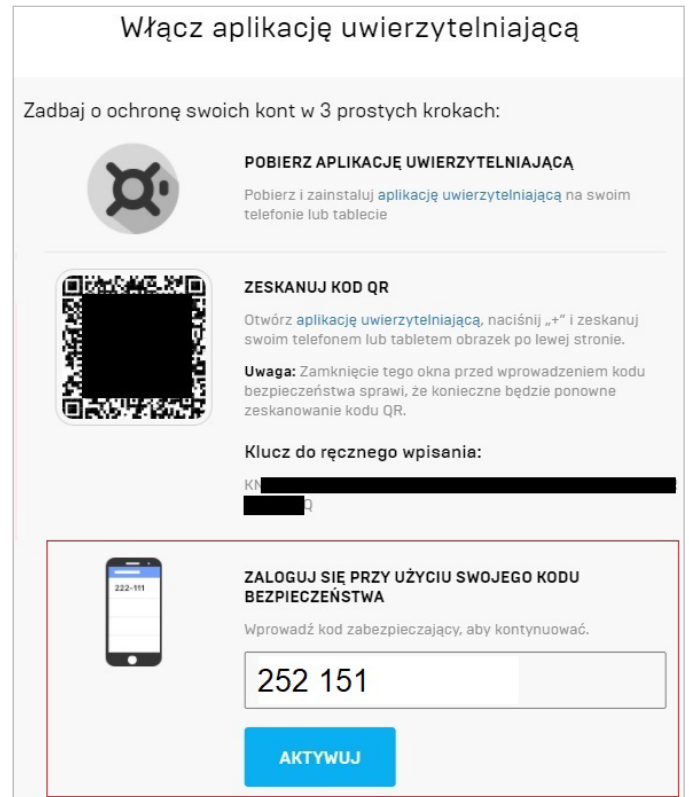 Włącz aplikację uwierzytelniającą
Zadbaj o ochronę swoich kont w 3 prostych krokach:
POBIERZ APLIKACJĘ UWIERZYTELNIAJĄCĄ
Pobierz i zainstaluj aplikację uwierzytelniającą na swoim
telefonie lub tablecie
ZESKANUJ KOD QR
Otwórz aplikację uwierzytelniającą, naciśnij „+” i zeskanuj
swoim telefonem lub tabletem obrazek po lewej stronie.
Uwaga: Zamknięcie tego okna przed wprowadzeniem kodu
bezpieczeństwa sprawi, że konieczne będzie ponowne
zeskanowanie kodu QR.
Klucz do ręcznego wpisania:
KN
Q
222-111
ZALOGUJ SIĘ PRZY UŻYCIU SWOJEGO KODU
BEZPIECZEŃSTWA
Wprowadź kod zabezpieczający, aby kontynuować.
252 151
AKTYWUJ